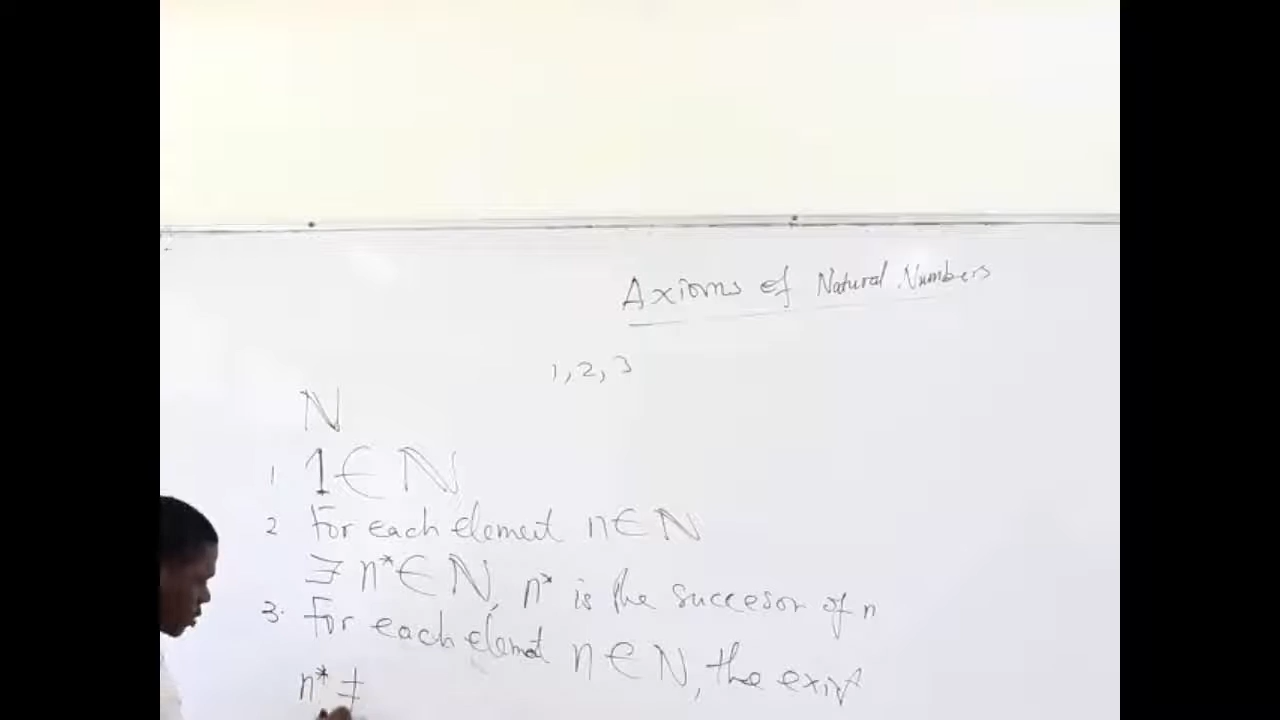 Axioms of Natural Numbers
1, 2, 3
ℕ
1 1 ∈ ℕ
2 For each element n ∈ ℕ
∃ n* ∈ ℕ, n* is the succesor of n
3. For each elemet n ∈ ℕ, the exist
n* ≠